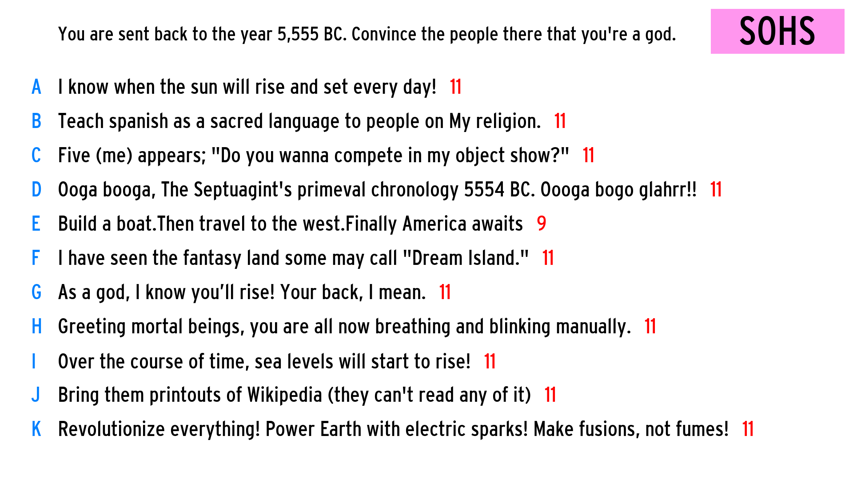 You are sent back to the year 5,555 BC. Convince the people there that you're a god.
SOHS
A I know when the sun will rise and set every day! 11
B Teach spanish as a sacred language to people on My religion. 11
C Five (me) appears; "Do you wanna compete in my object show?" 11
D Ooga booga, The Septuagint's primeval chronology 5554 BC. Oooga bogo glahrr!! 11
E Build a boat.Then travel to the west.Finally America awaits 9
F I have seen the fantasy land some may call "Dream Island." 11
G As a god, I know you’ll rise! Your back, I mean. 11
H Greeting mortal beings, you are all now breathing and blinking manually. 11
I Over the course of time, sea levels will start to rise! 11
J Bring them printouts of Wikipedia (they can't read any of it) 11
K Revolutionize everything! Power Earth with electric sparks! Make fusions, not fumes! 11